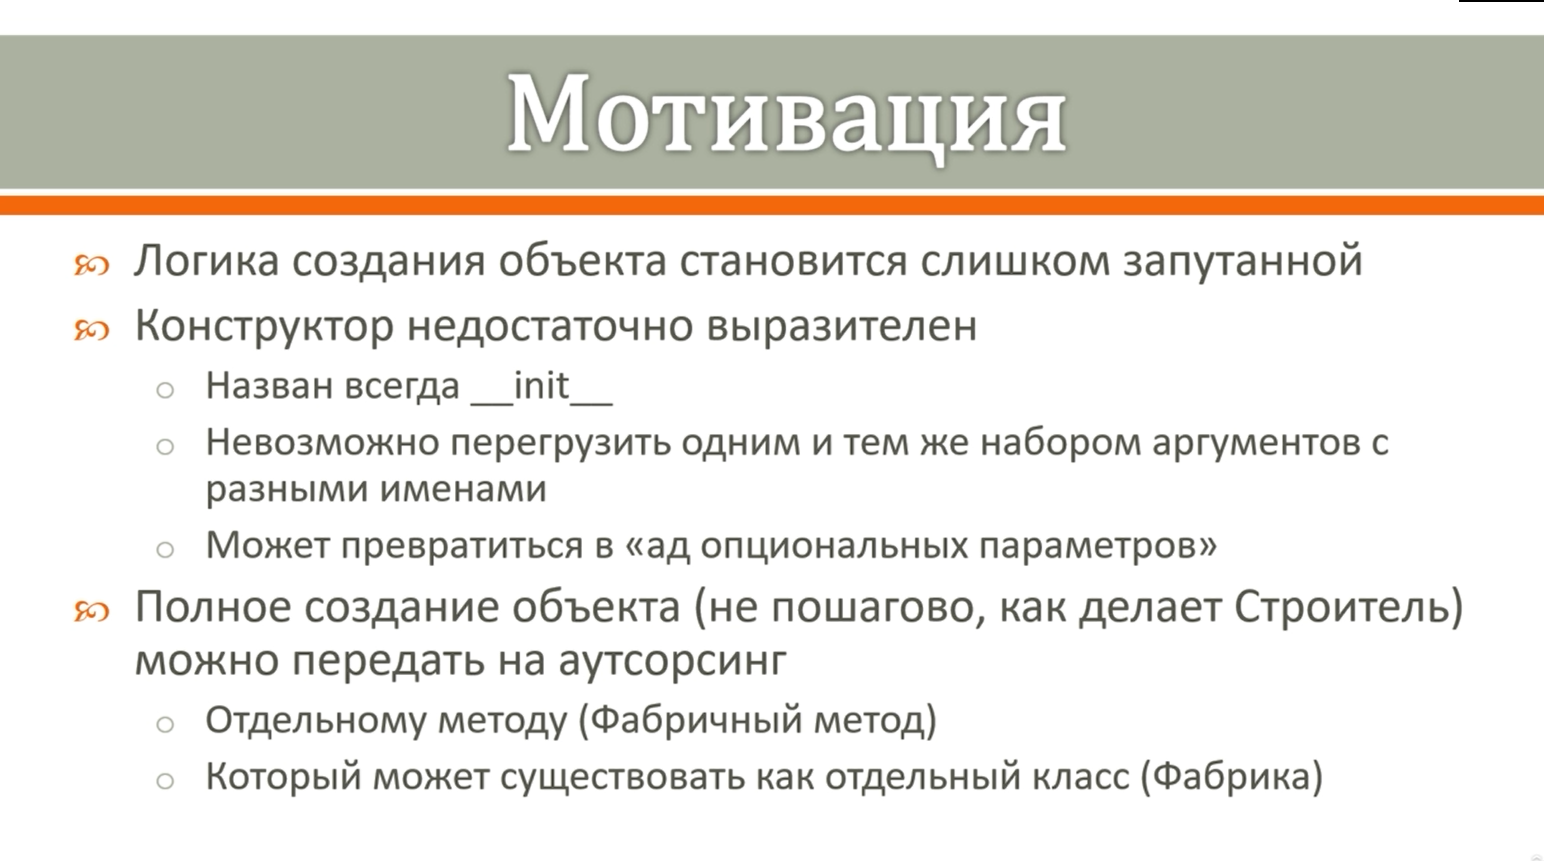 Мотивация
Логика создания объекта становится слишком запутанной
Конструктор недостаточно выразителен
Назван всегда __init__
Невозможно перегрузить одним и тем же набором аргументов с
разными именами
Может превратиться в «ад опциональных параметров»
Полное создание объекта (не пошагово, как делает Строитель)
можно передать на аутсорсинг
Отдельному методу (Фабричный метод)
Который может существовать как отдельный класс (Фабрика)